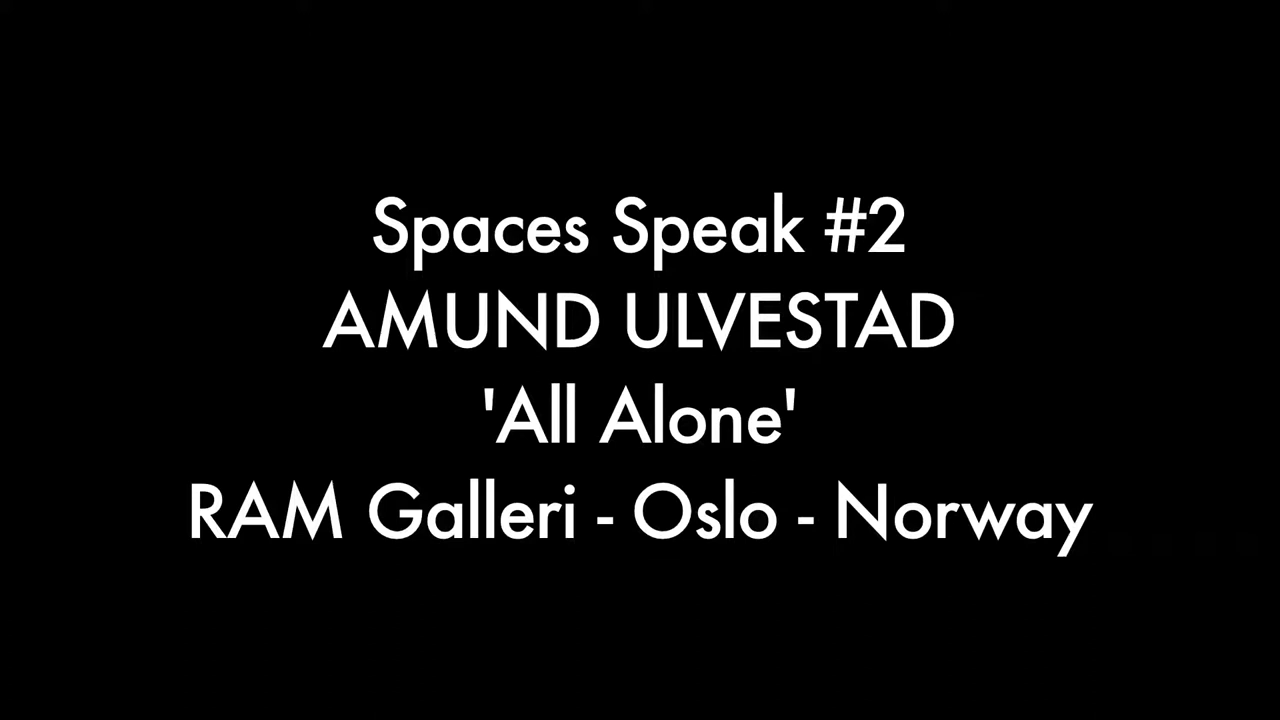 Spaces Speak #2
AMUND ULVESTAD
'All Alone'
RAM Galleri - Oslo - Norway